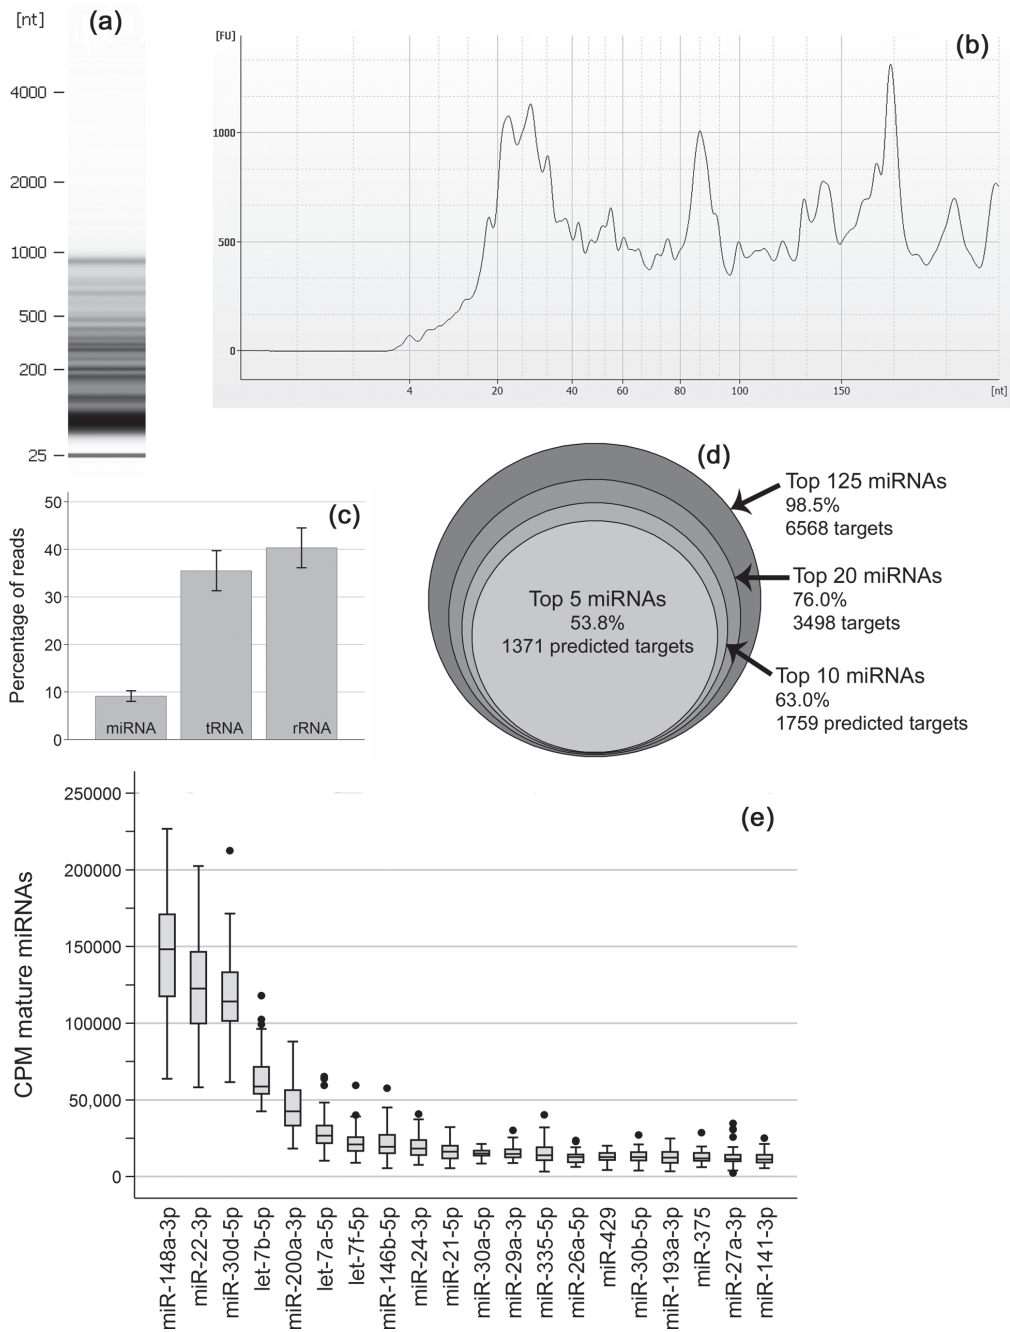 (a)
[nt]
4000
2000
1000
500
200
25
(b)
[FU]
1000
500
0
4
20
40
60
80
100
150
[nt]
(c)
Percentage of reads
50
40
30
20
10
0
miRNA
tRNA
rRNA
(d)
Top 125 miRNAs
98.5%
6568 targets
Top 20 miRNAs
76.0%
3498 targets
Top 10 miRNAs
63.0%
1759 predicted targets
Top 5 miRNAs
53.8%
1371 predicted targets
(e)
CPM mature miRNAs
250000
200000
150000
100000
50,000
0
miR-148a-3p
miR-22-3p
miR-30d-5p
let-7b-5p
miR-200a-3p
let-7a-5p
let-7f-5p
miR-146b-5p
miR-24-3p
miR-21-5p
miR-30a-5p
miR-29a-3p
miR-335-5p
miR-26a-5p
miR-429
miR-30b-5p
miR-193a-3p
miR-375
miR-27a-3p
miR-141-3p